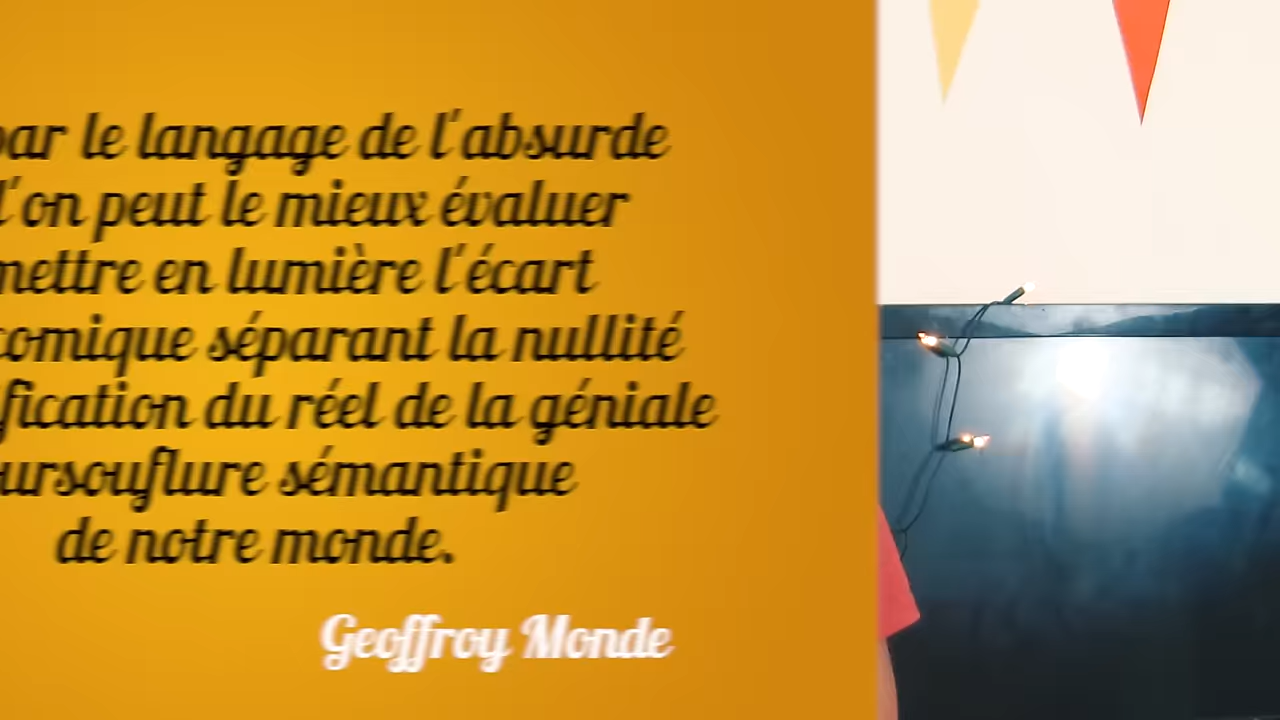 par le langage de l'absurde
l'on peut le mieux évaluer
mettre en lumière l'écart
comique séparant la nullité
fication du réel de la géniale
oursouflure sémantique
de notre monde.
Geoffroy Monde